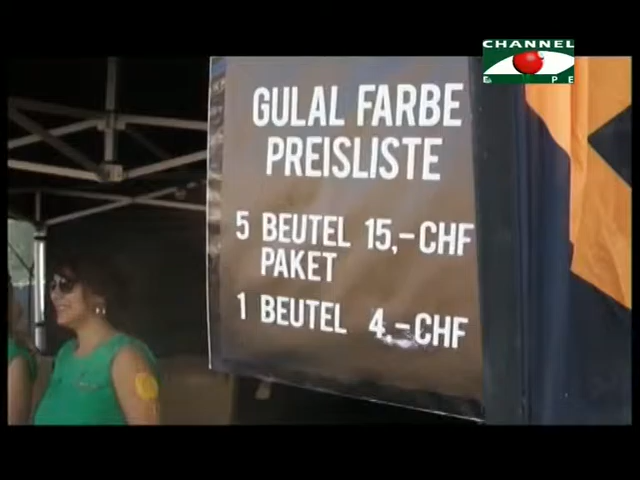 CHANNEL
GULAL FARBE
PREISLISTE
5 BEUTEL 15,-CHF
PAKET
1 BEUTEL 4.-CHF